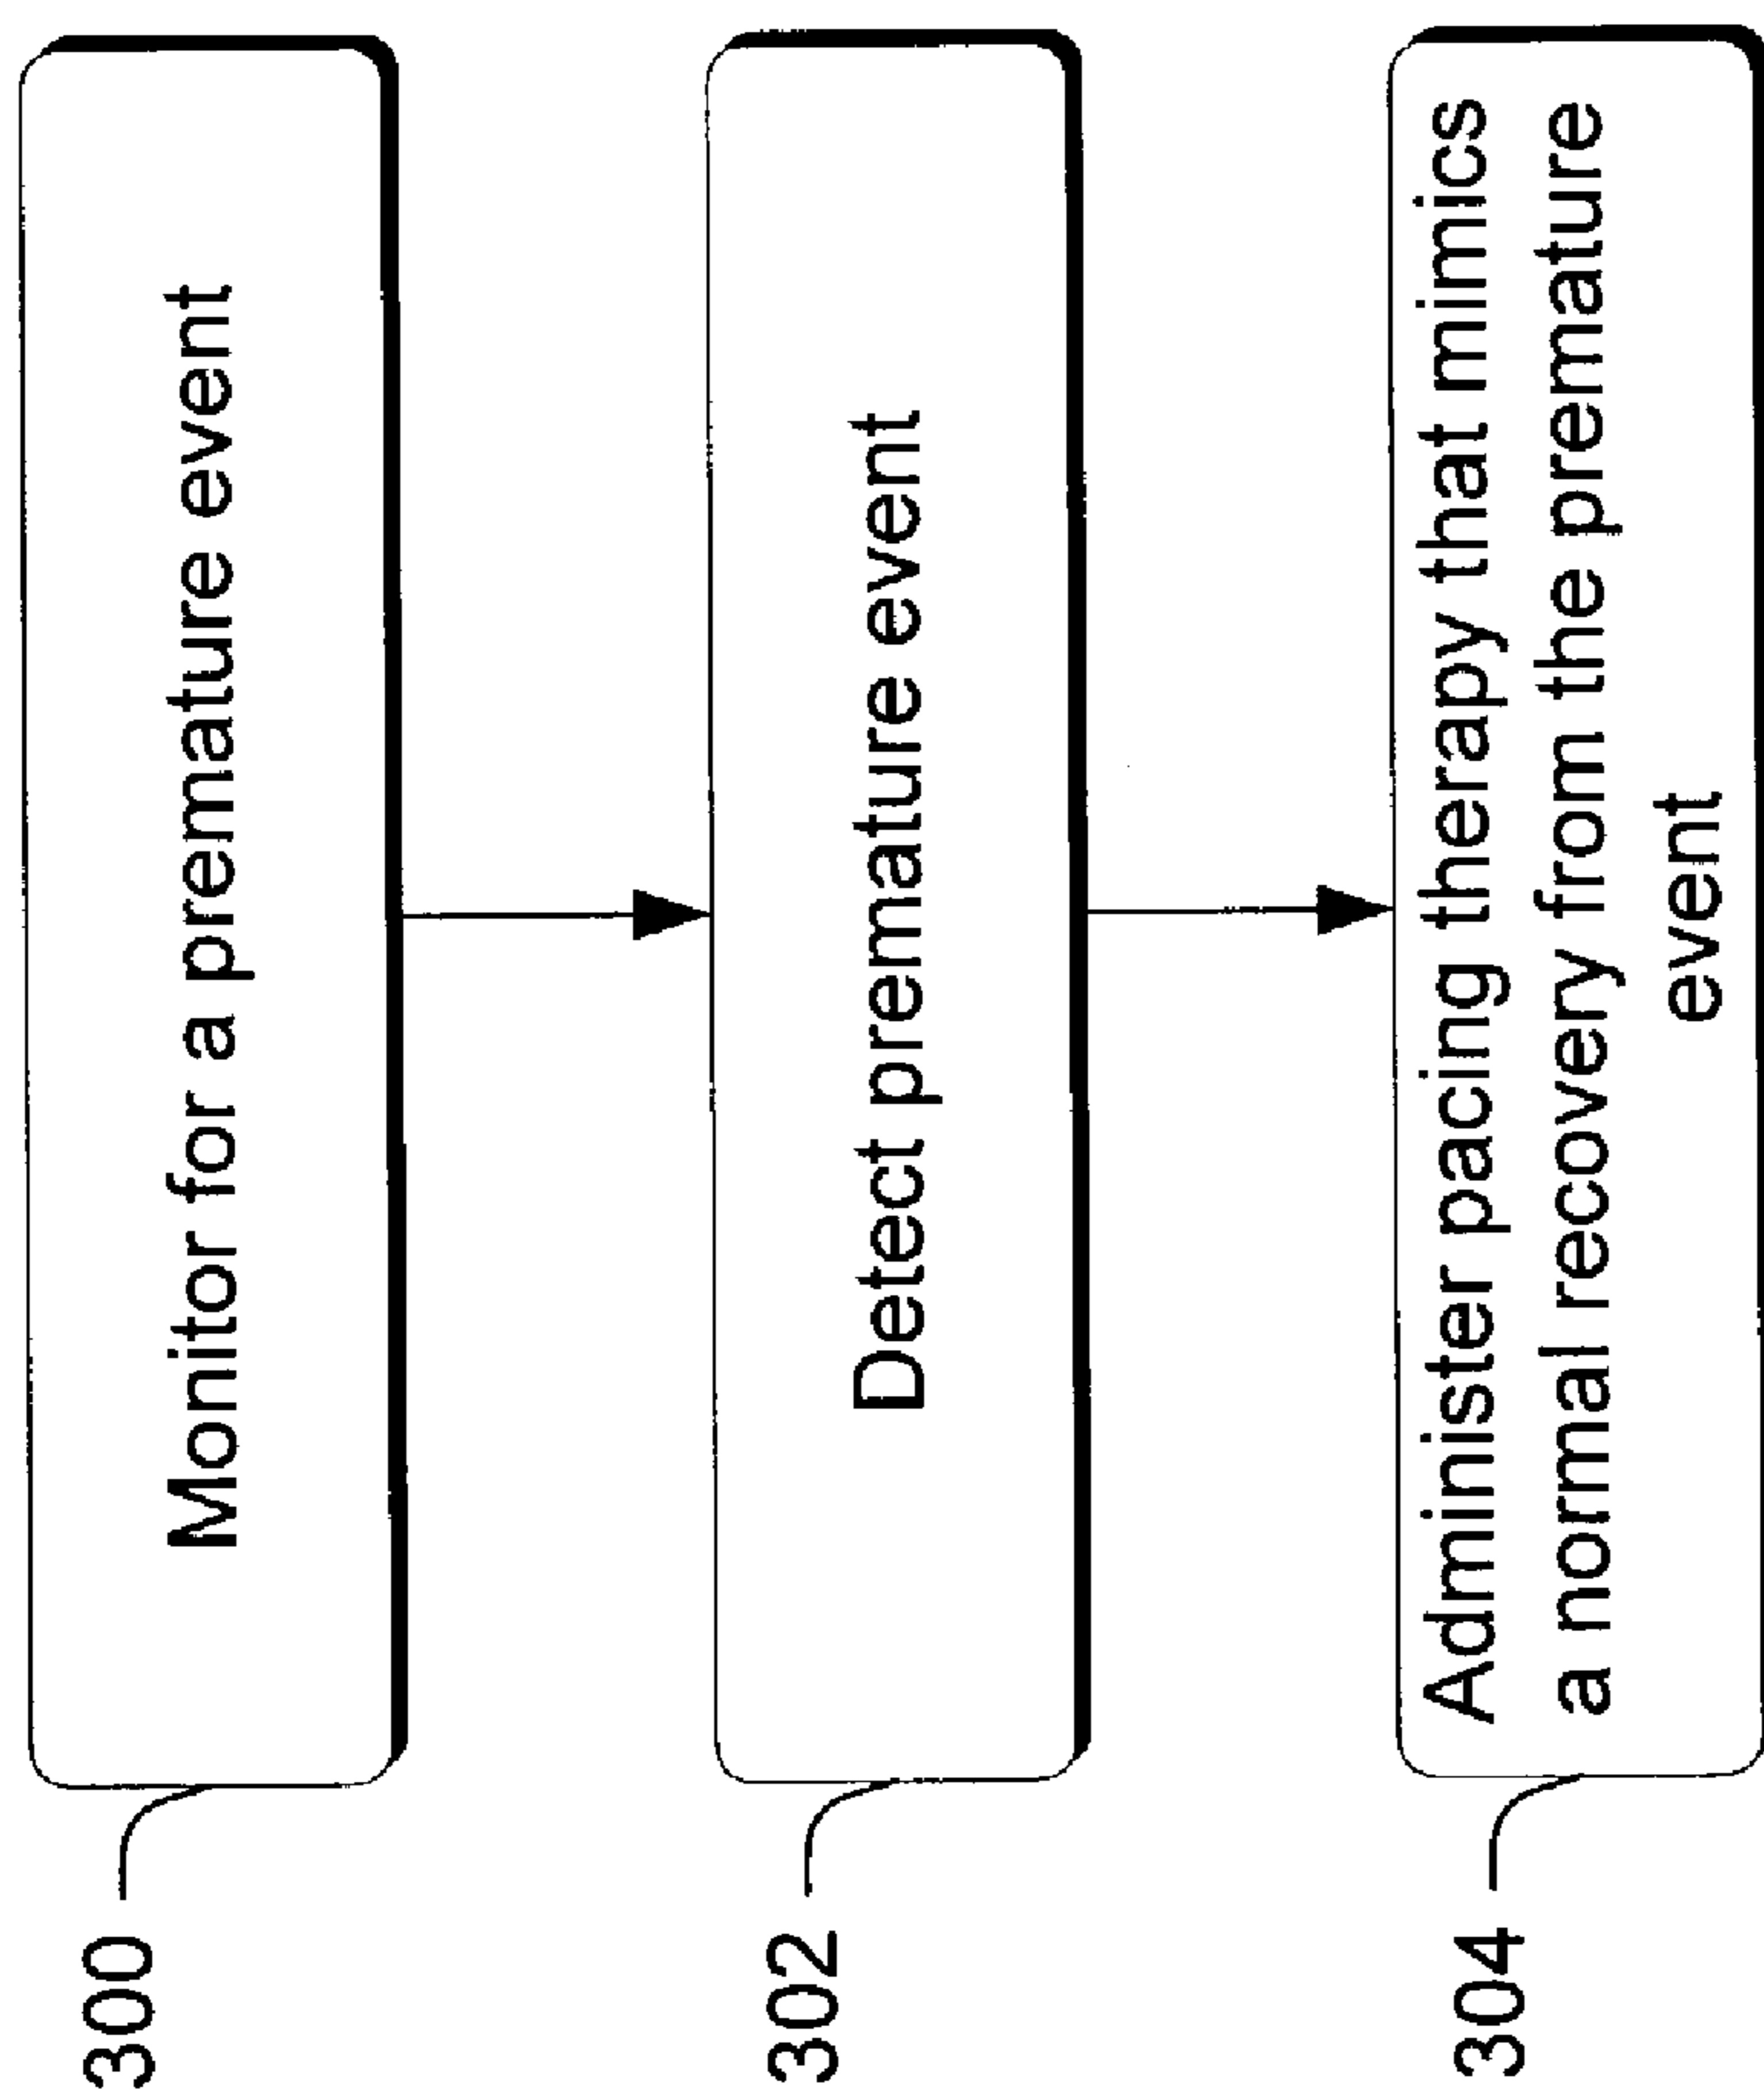 300
Monitor for a premature event
302
Detect premature event
304
Administer pacing therapy that mimics
a normal recovery from the premature
event